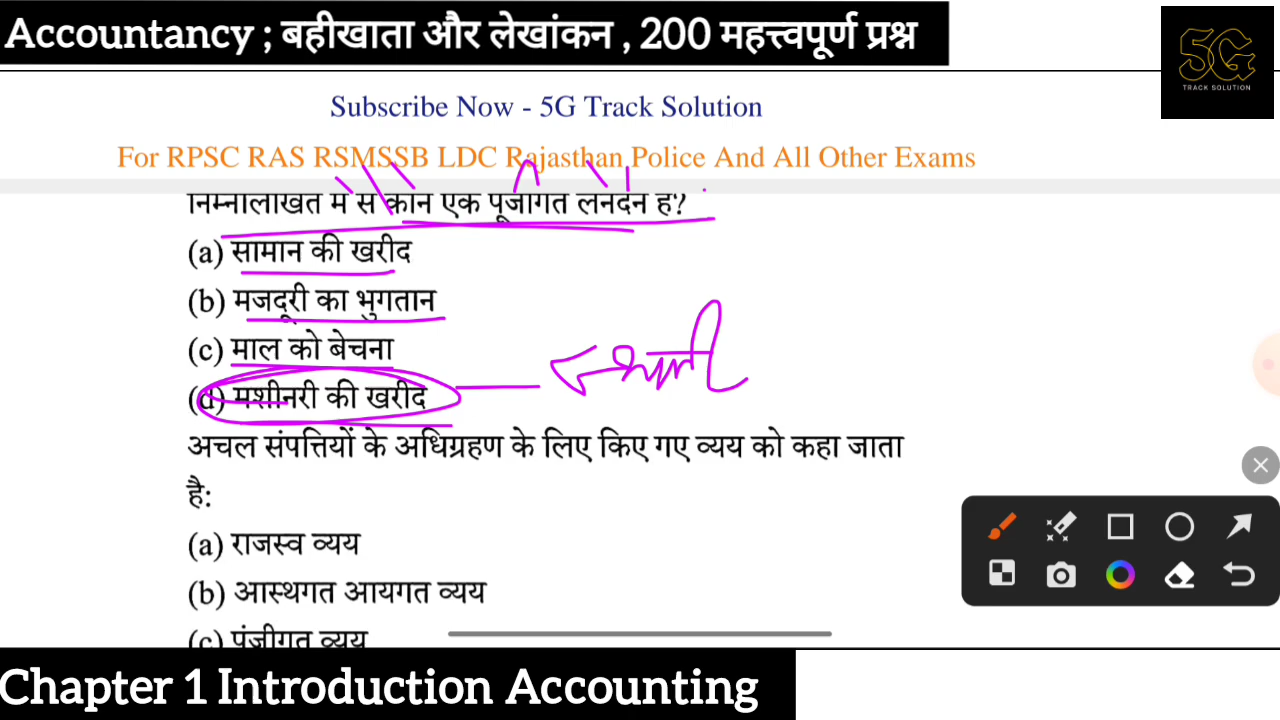 Accountancy ; बहीखाता और लेखांकन , 200 महत्त्वपूर्ण प्रश्न
5G
TRACK SOLUTION
Subscribe Now - 5G Track Solution
For RPSC RAS RSMSSB LDC Rajasthan Police And All Other Exams
निम्नलिखित में से कौन एक पूंजीगत लेनदेन है?
(a) सामान की खरीद
(b) मजदूरी का भुगतान
(c) माल को बेचना
(d) मशीनरी की खरीद
अचल संपत्तियों के अधिग्रहण के लिए किए गए व्यय को कहा जाता
है:
(a) राजस्व व्यय
(b) आस्थगत आयगत व्यय
(c) पूंजीगत व्यय
Chapter 1 Introduction Accounting